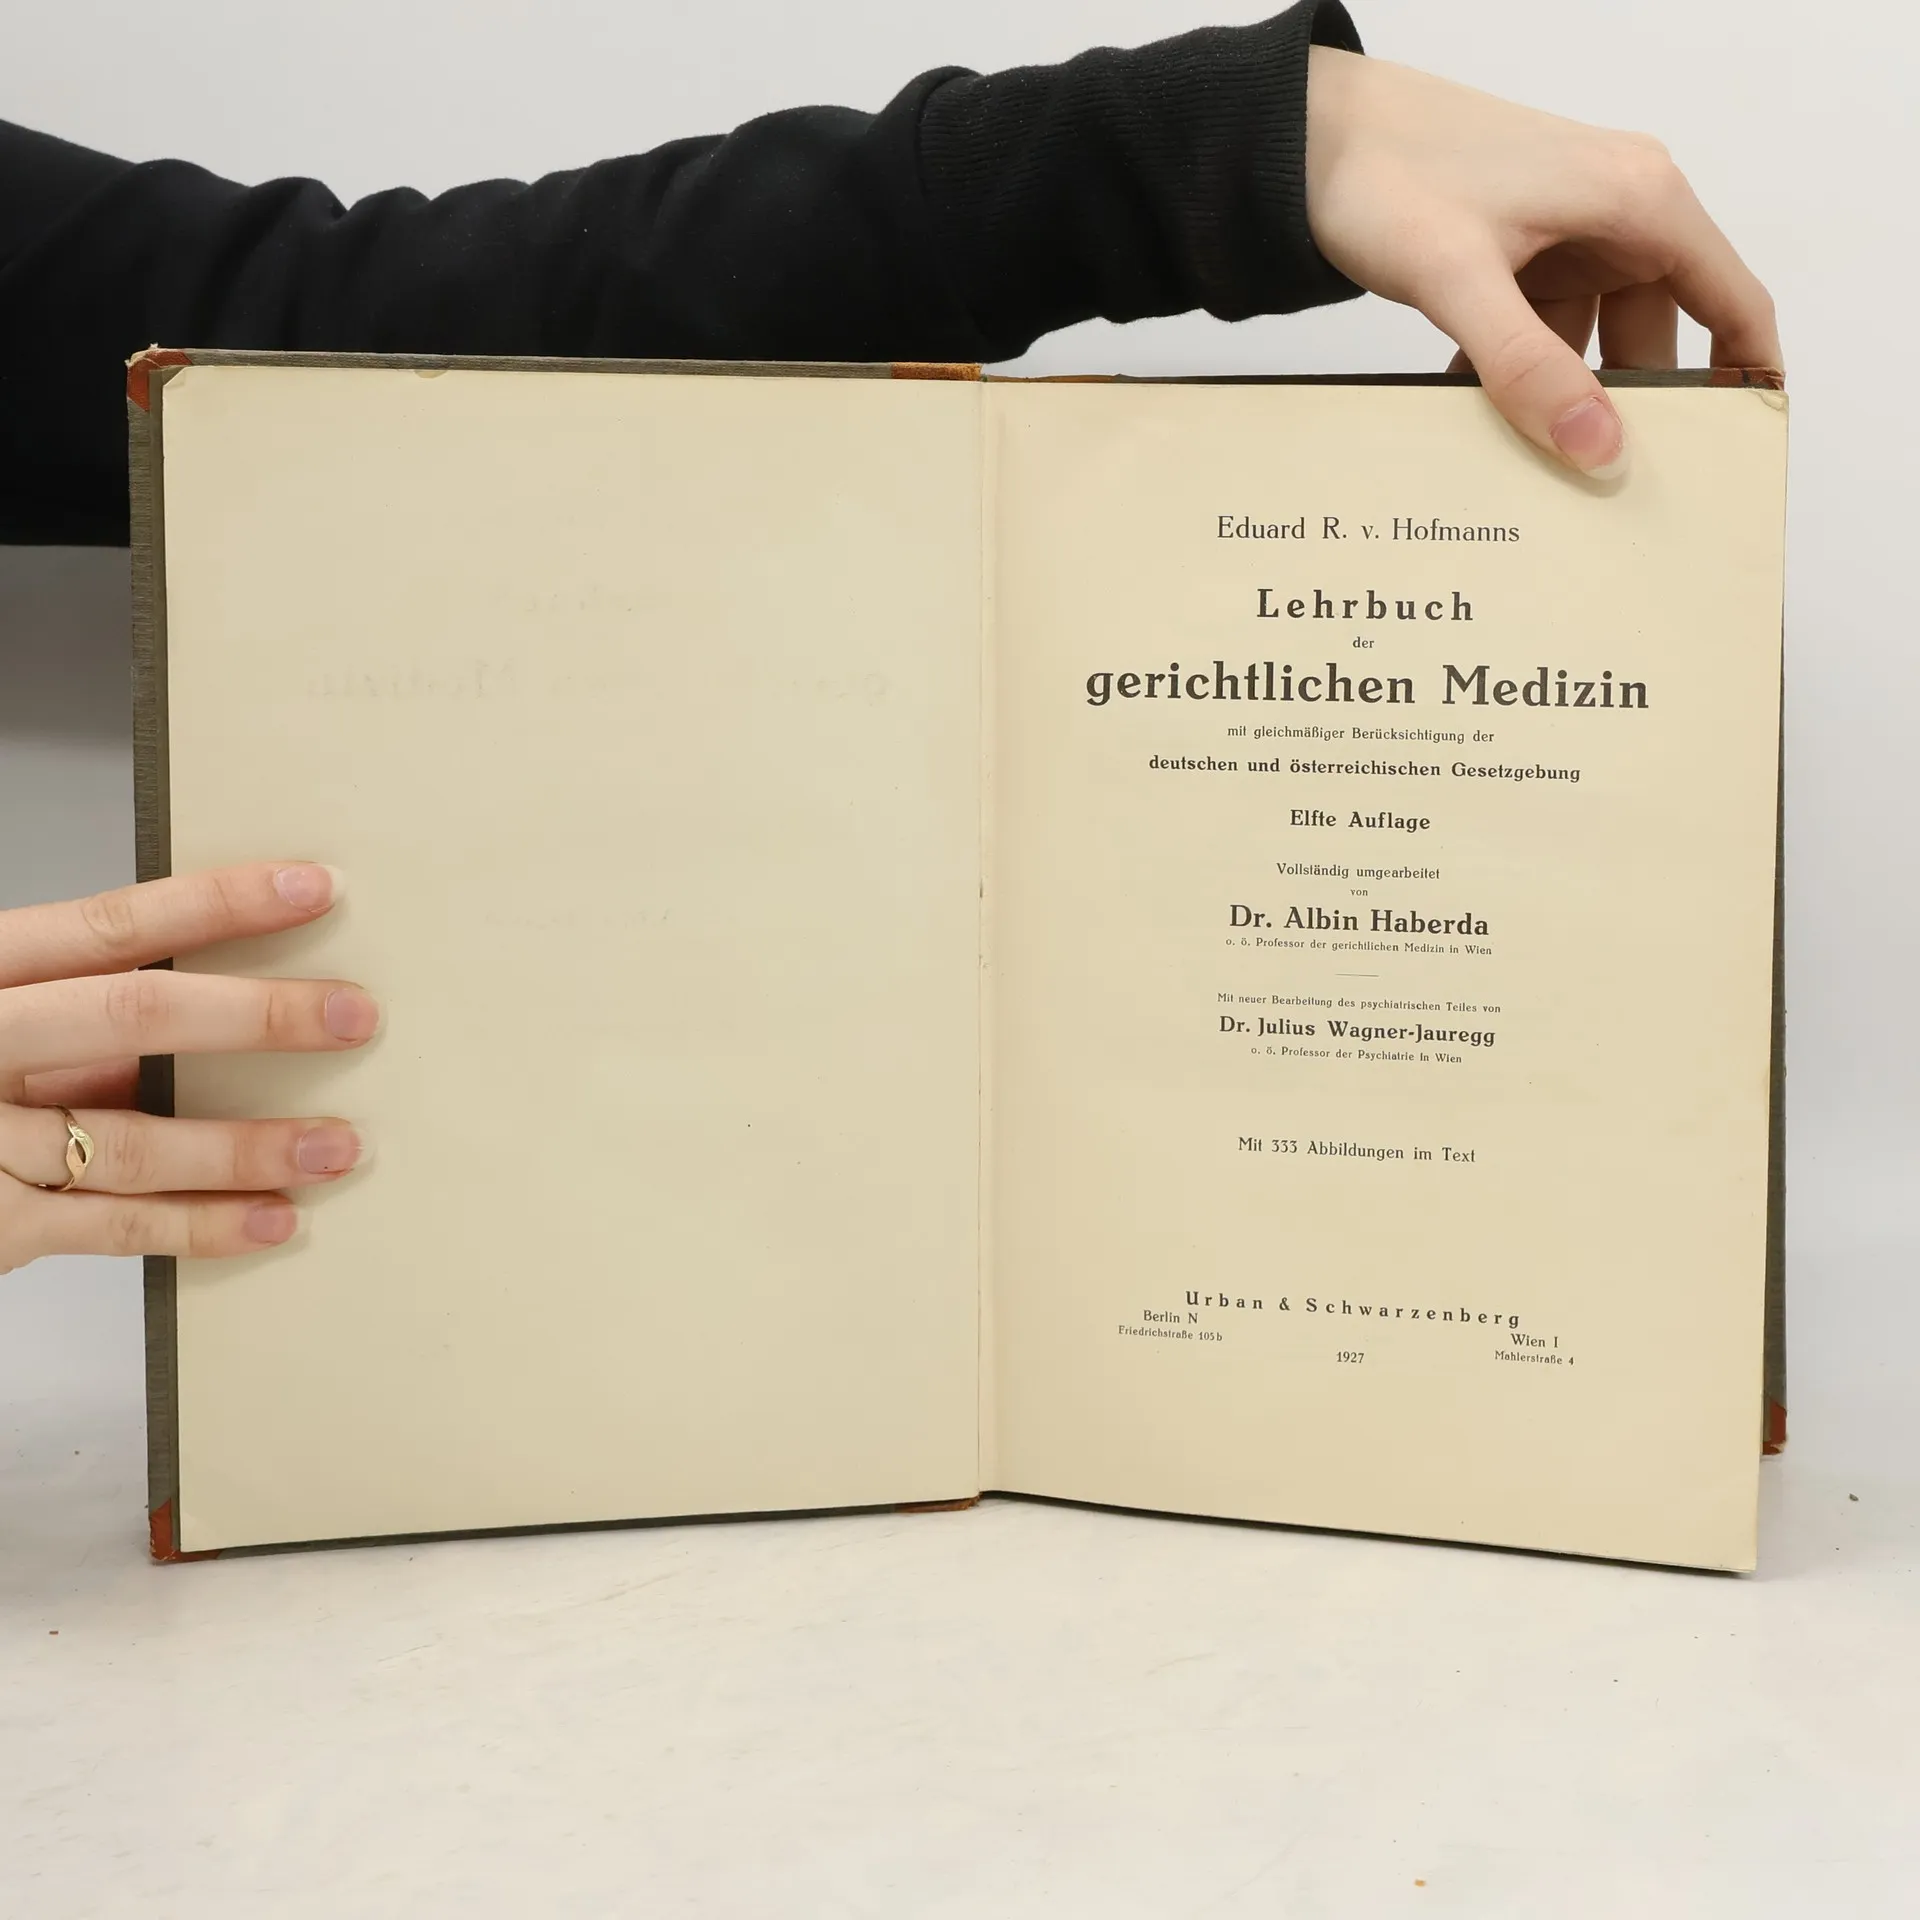 Eduard R. v. Hofmanns
Lehrbuch
der
gerichtlichen Medizin
mit gleichmäßiger Berücksichtigung der
deutschen und österreichischen Gesetzgebung
Elfte Auflage
Vollständig umgearbeitet
von
Dr. Albin Haberda
o. ö. Professor der gerichtlichen Medizin in Wien
Mit neuer Bearbeitung des psychiatrischen Teiles von
Dr. Julius Wagner-Jauregg
o. ö. Professor der Psychiatrie in Wien
Mit 333 Abbildungen im Text
Urban & Schwarzenberg
Berlin N
Friedrichstraße 105b
Wien I
Mahlerstraße 4
1927